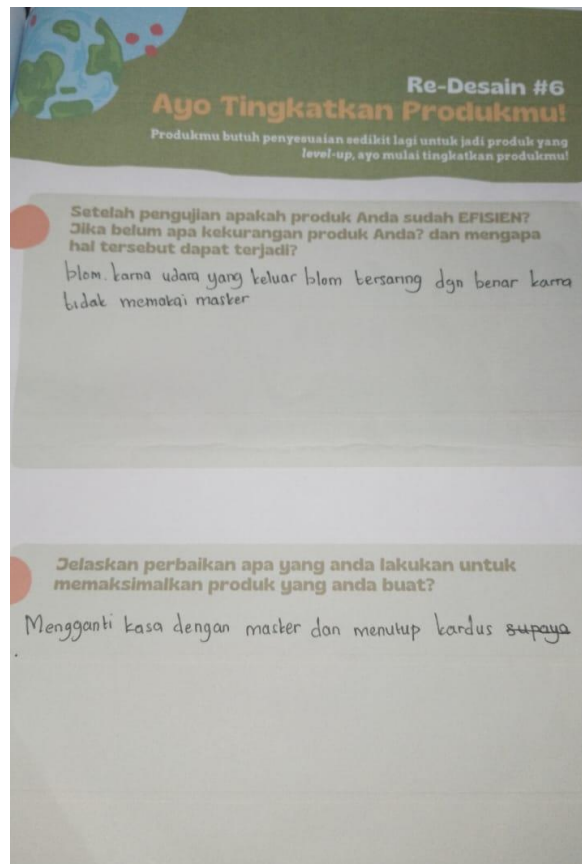 Re-Desain #6
Ayo Tingkatkan Produkmu!
Produkmu butuh penyesuaian sedikit lagi untuk jadi produk yang
level-up, ayo mulai tingkatkan produkmu!
Setelah pengujian apakah produk Anda sudah EFISIEN?
Jika belum apa kekurangan produk Anda? dan mengapa
hal tersebut dapat terjadi?
blom. karna udara yang keluar blom tersaring dgn benar karna
tidak memakai masker
Jelaskan perbaikan apa yang anda lakukan untuk
memaksimalkan produk yang anda buat?
Mengganti kasa dengan masker dan menutup kardus supaya
.